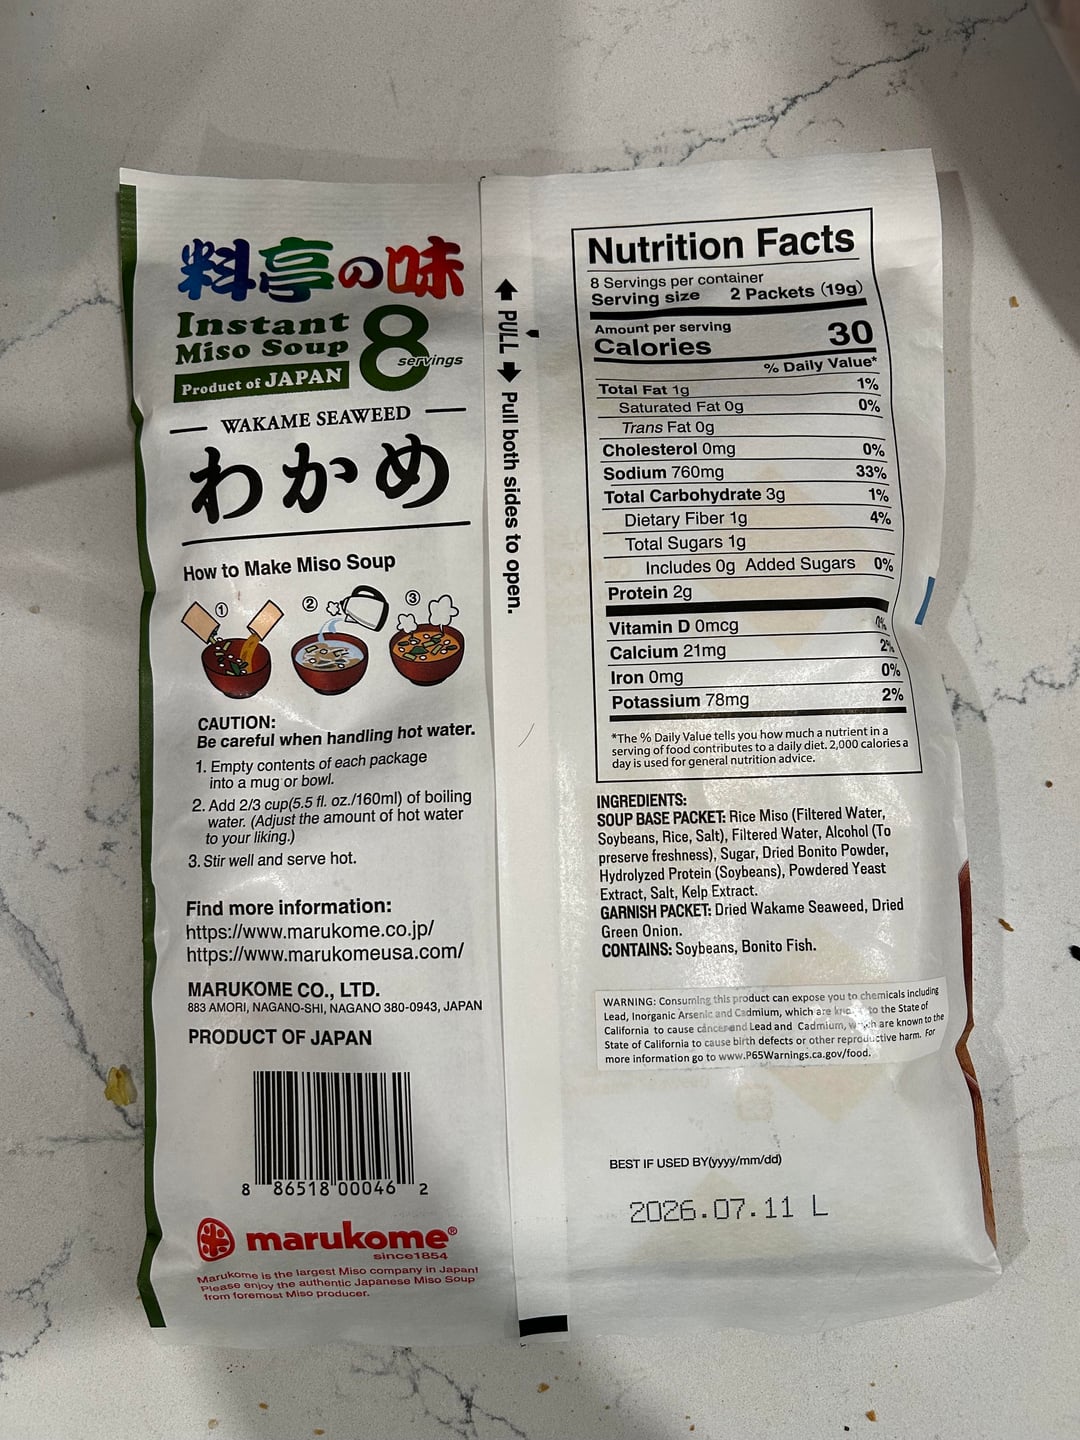 料亭の味
Instant
Miso Soup
8
servings
Product of JAPAN
WAKAME SEAWEED
わかめ
How to Make Miso Soup
① ② ③
CAUTION:
Be careful when handling hot water.
1. Empty contents of each package
into a mug or bowl.
2. Add 2/3 cup(5.5 fl. oz./160ml) of boiling
water. (Adjust the amount of hot water
to your liking.)
3. Stir well and serve hot.
Find more information:
https://www.marukome.co.jp/
https://www.marukomeusa.com/
MARUKOME CO., LTD.
883 AMORI, NAGANO-SHI, NAGANO 380-0943, JAPAN
PRODUCT OF JAPAN
8 86518 00046 2
marukome®
since1854
Marukome is the largest Miso company in Japan!
Please enjoy the authentic Japanese Miso Soup
from foremost Miso producer.
PULL Pull both sides to open.
Nutrition Facts
8 Servings per container
Serving size 2 Packets (19g)
Amount per serving
Calories 30
% Daily Value*
Total Fat 1g 1%
Saturated Fat 0g 0%
Trans Fat 0g
Cholesterol 0mg 0%
Sodium 760mg 33%
Total Carbohydrate 3g 1%
Dietary Fiber 1g 4%
Total Sugars 1g
Includes 0g Added Sugars 0%
Protein 2g
Vitamin D 0mcg 0%
Calcium 21mg 2%
Iron 0mg 0%
Potassium 78mg 2%
*The % Daily Value tells you how much a nutrient in a
serving of food contributes to a daily diet. 2,000 calories a
day is used for general nutrition advice.
INGREDIENTS:
SOUP BASE PACKET: Rice Miso (Filtered Water,
Soybeans, Rice, Salt), Filtered Water, Alcohol (To
preserve freshness), Sugar, Dried Bonito Powder,
Hydrolyzed Protein (Soybeans), Powdered Yeast
Extract, Salt, Kelp Extract.
GARNISH PACKET: Dried Wakame Seaweed, Dried
Green Onion.
CONTAINS: Soybeans, Bonito Fish.
WARNING: Consuming this product can expose you to chemicals including
Lead, Inorganic Arsenic and Cadmium, which are known to the State of
California to cause cancer and Lead and Cadmium, which are known to the
State of California to cause birth defects or other reproductive harm. For
more information go to www.P65Warnings.ca.gov/food.
BEST IF USED BY(yyyy/mm/dd)
2026.07.11 L